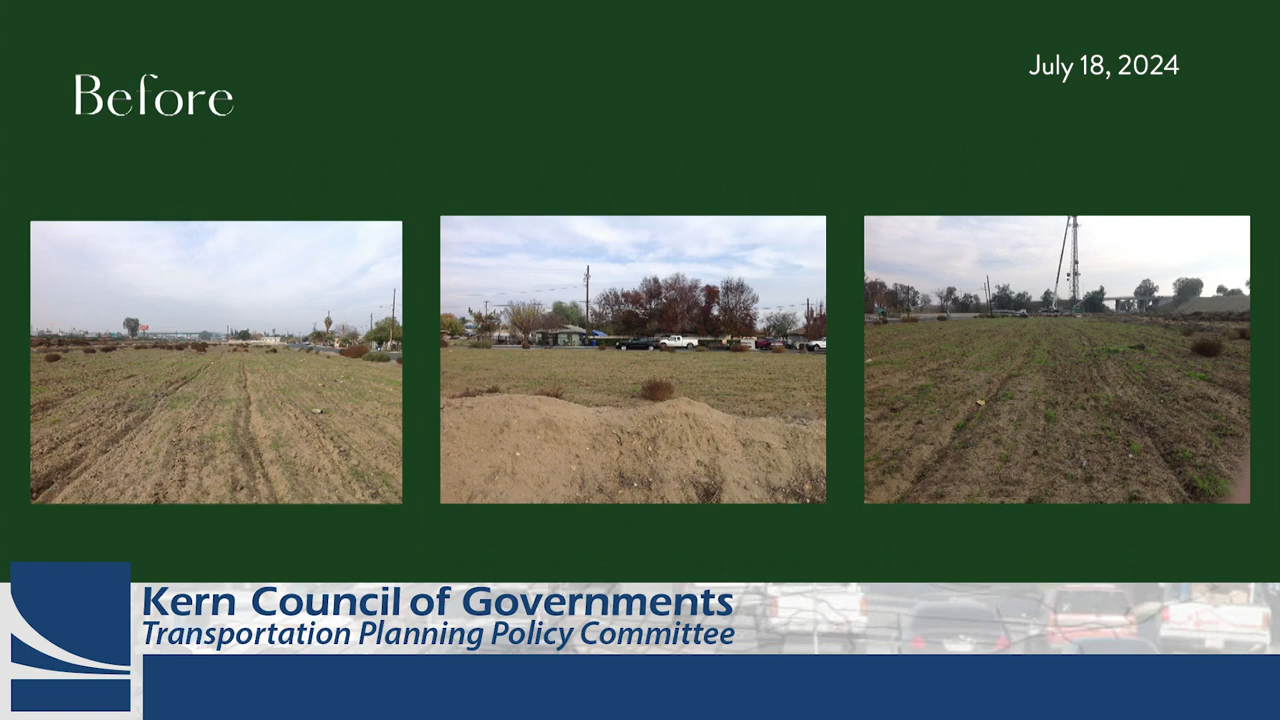 Before
July 18, 2024
Kern Council of Governments
Transportation Planning Policy Committee